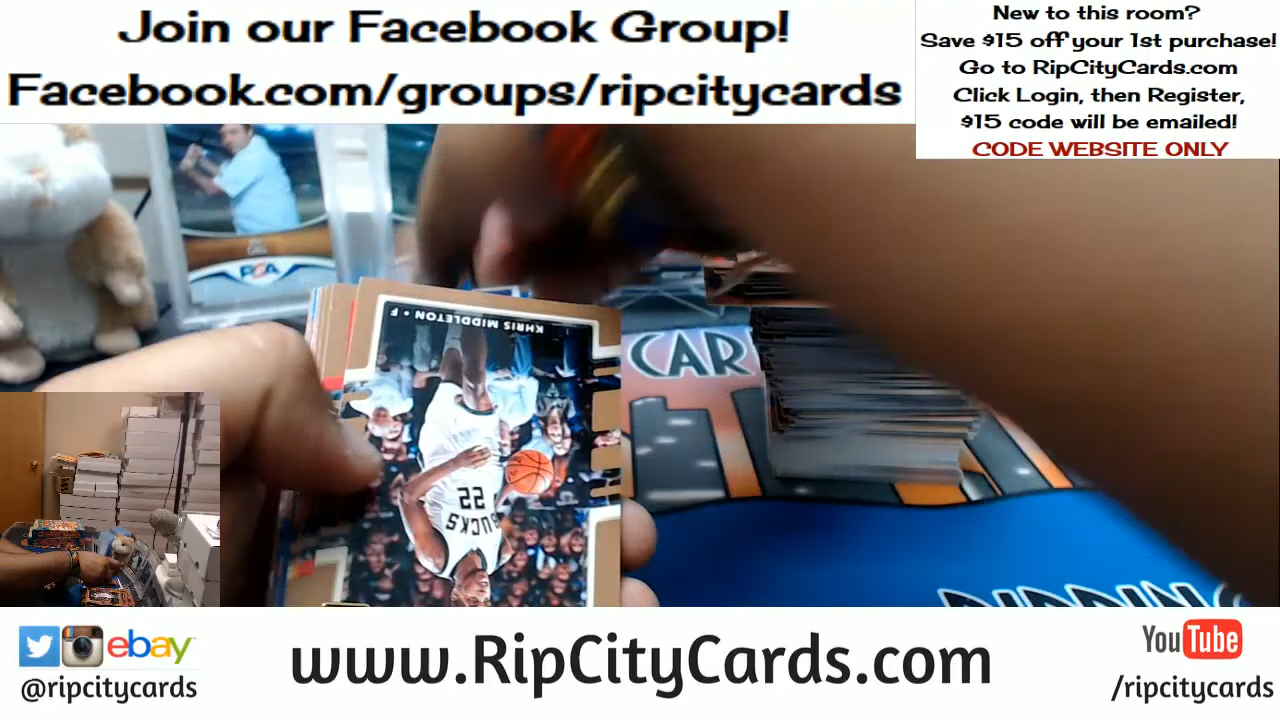 Join our Facebook Group!
Facebook.com/groups/ripcitycards
New to this room?
Save $15 off your 1st purchase!
Go to RipCityCards.com
Click Login, then Register,
$15 code will be emailed!
CODE WEBSITE ONLY
KHRIS MIDDLETON • F
22
BUCKS
CAR
ebay
@ripcitycards
www.RipCityCards.com
YouTube
/ripcitycards